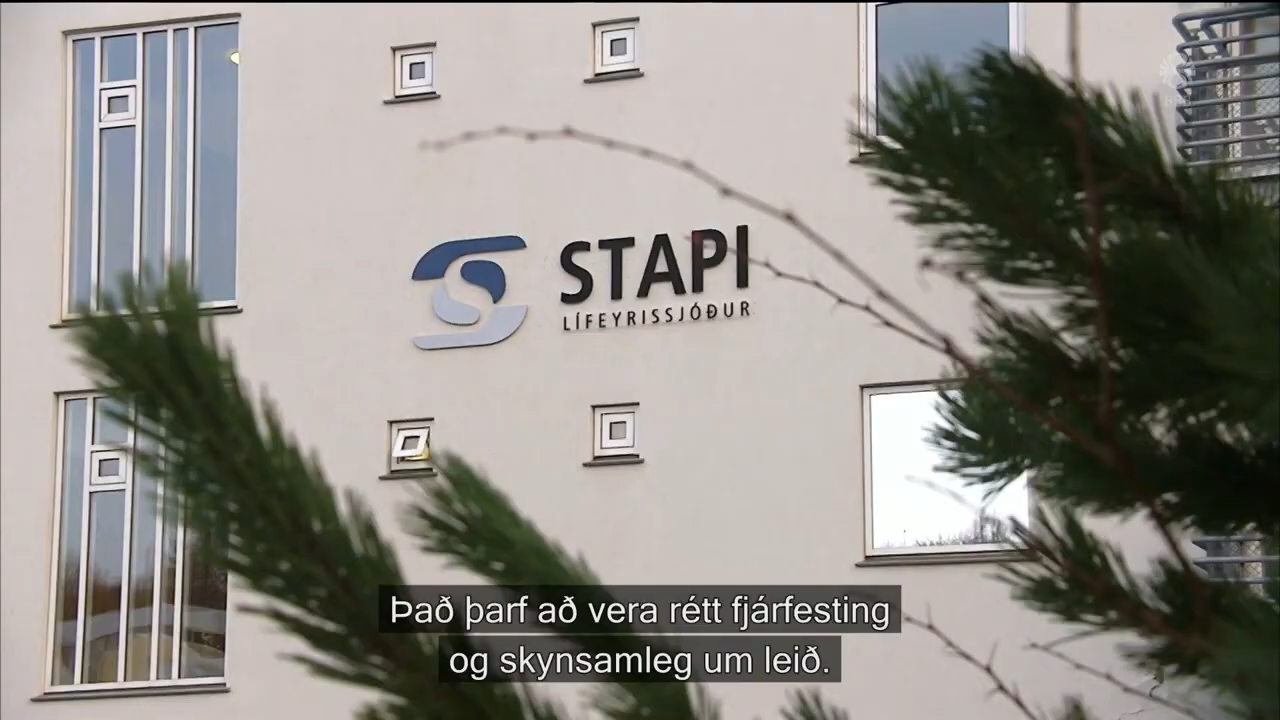 STAPI
LÍFEYRISSJÓÐUR
Það þarf að vera rétt fjárfesting
og skynsamleg um leið.